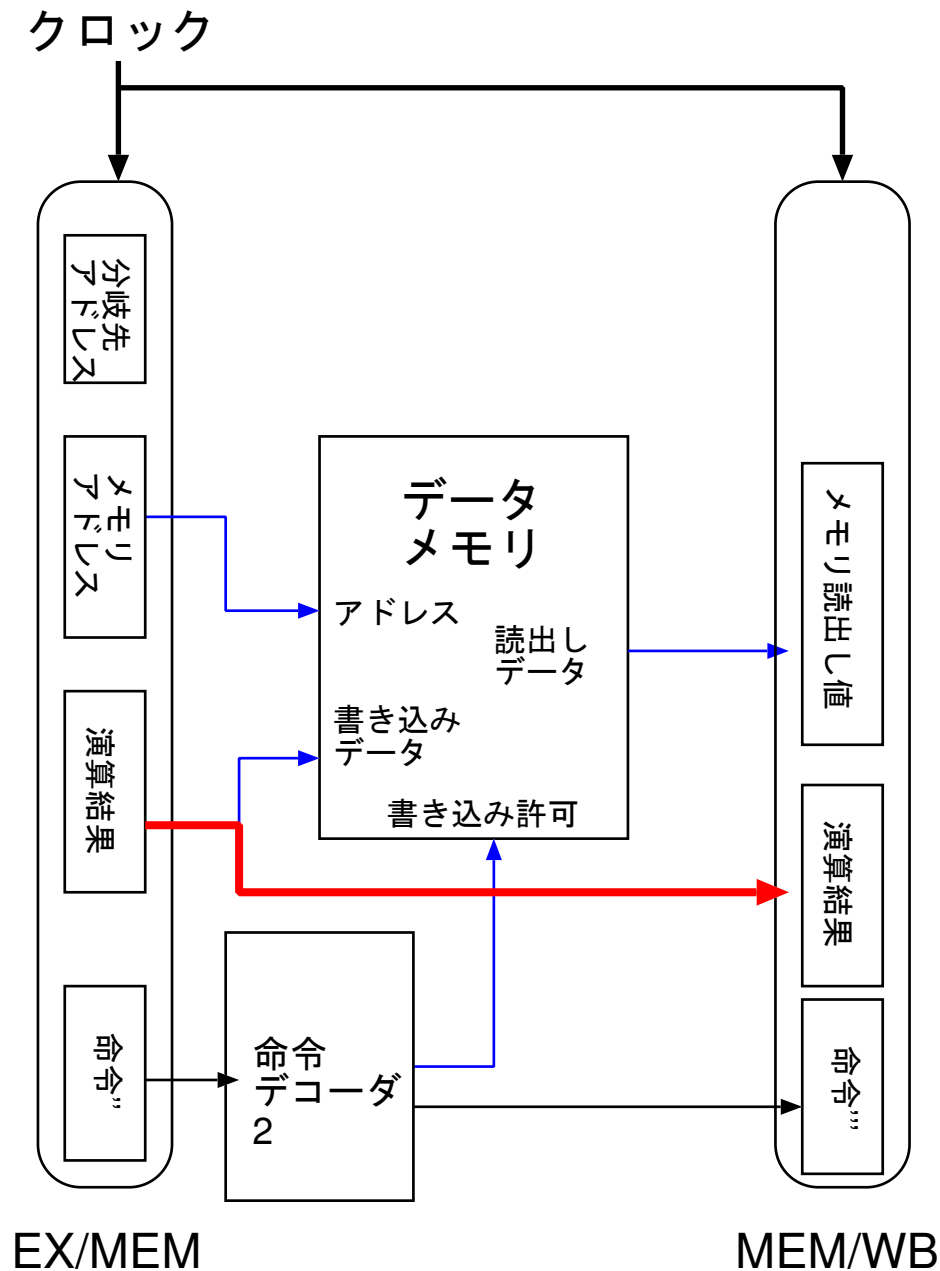 クロック
分岐先
アドレス
メモリ
アドレス
演算結果
命令”
データ
メモリ
アドレス
読出し
データ
書き込み
データ
書き込み許可
命令
デコーダ
2
メモリ読出し値
演算結果
命令”’
EX/MEM
MEM/WB